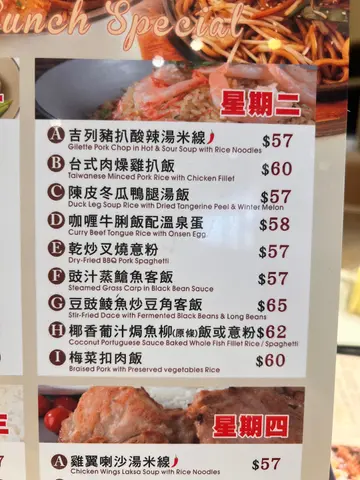 Lunch Special
星期二
A 吉列豬扒酸辣湯米線 $57
Gilette Pork Chop in Hot & Sour Soup with Rice Noodles
B 台式肉燥雞扒飯 $60
Taiwanese Minced Pork Rice with Chicken Fillet
C 陳皮冬瓜鴨腿湯飯 $57
Duck Leg Soup Rice with Dried Tangerine Peel & Winter Melon
D 咖喱牛脷飯配溫泉蛋 $58
Curry Beef Tongue Rice with Onsen Egg
E 乾炒叉燒意粉 $57
Dry-Fried BBQ Pork Spaghetti
F 豉汁蒸鯇魚客飯 $57
Steamed Grass Carp in Black Bean Sauce
G 豆豉鯪魚炒豆角客飯 $65
Stir-Fried Dace with Fermented Black Beans & Long Beans
H 椰香葡汁焗魚柳(原條)飯或意粉 $62
Coconut Portuguese Sauce Baked Whole Fish Fillet Rice / Spaghetti
I 梅菜扣肉飯 $60
Braised Pork with Preserved vegetables Rice
星期四
A 雞翼喇沙湯米線 $57
Chicken Wings Laksa Soup with Rice Noodles